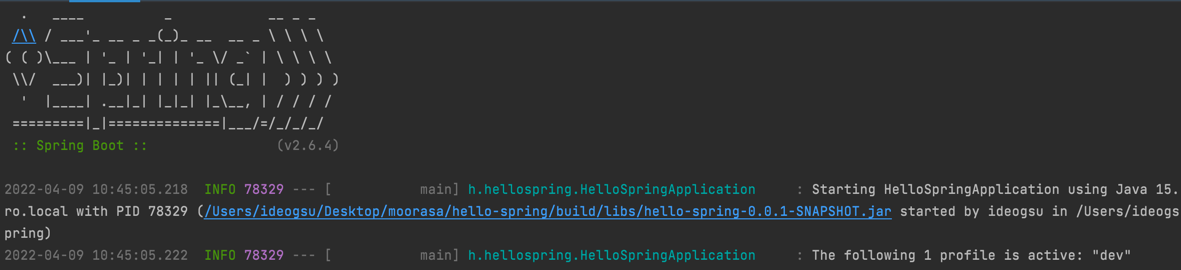 .   ____          _            __ _ _
 /\\ / ___'_ __ _ _(_)_ __  __ _ \ \ \ \
( ( )\___ | '_ | '_| | '_ \/ _` | \ \ \ \
 \\/  ___)| |_)| | | | | || (_| |  ) ) ) )
  '  |____| .__|_| |_|_| |_\__, | / / / /
 =========|_|==============|___/=/_/_/_/
 :: Spring Boot ::                (v2.6.4)
2022-04-09 10:45:05.218  INFO 78329 --- [           main] h.hellospring.HelloSpringApplication     : Starting HelloSpringApplication using Java 15.
ro.local with PID 78329 (/Users/ideogsu/Desktop/moorasa/hello-spring/build/libs/hello-spring-0.0.1-SNAPSHOT.jar started by ideogsu in /Users/ideogs
pring)
2022-04-09 10:45:05.222  INFO 78329 --- [           main] h.hellospring.HelloSpringApplication     : The following 1 profile is active: "dev"